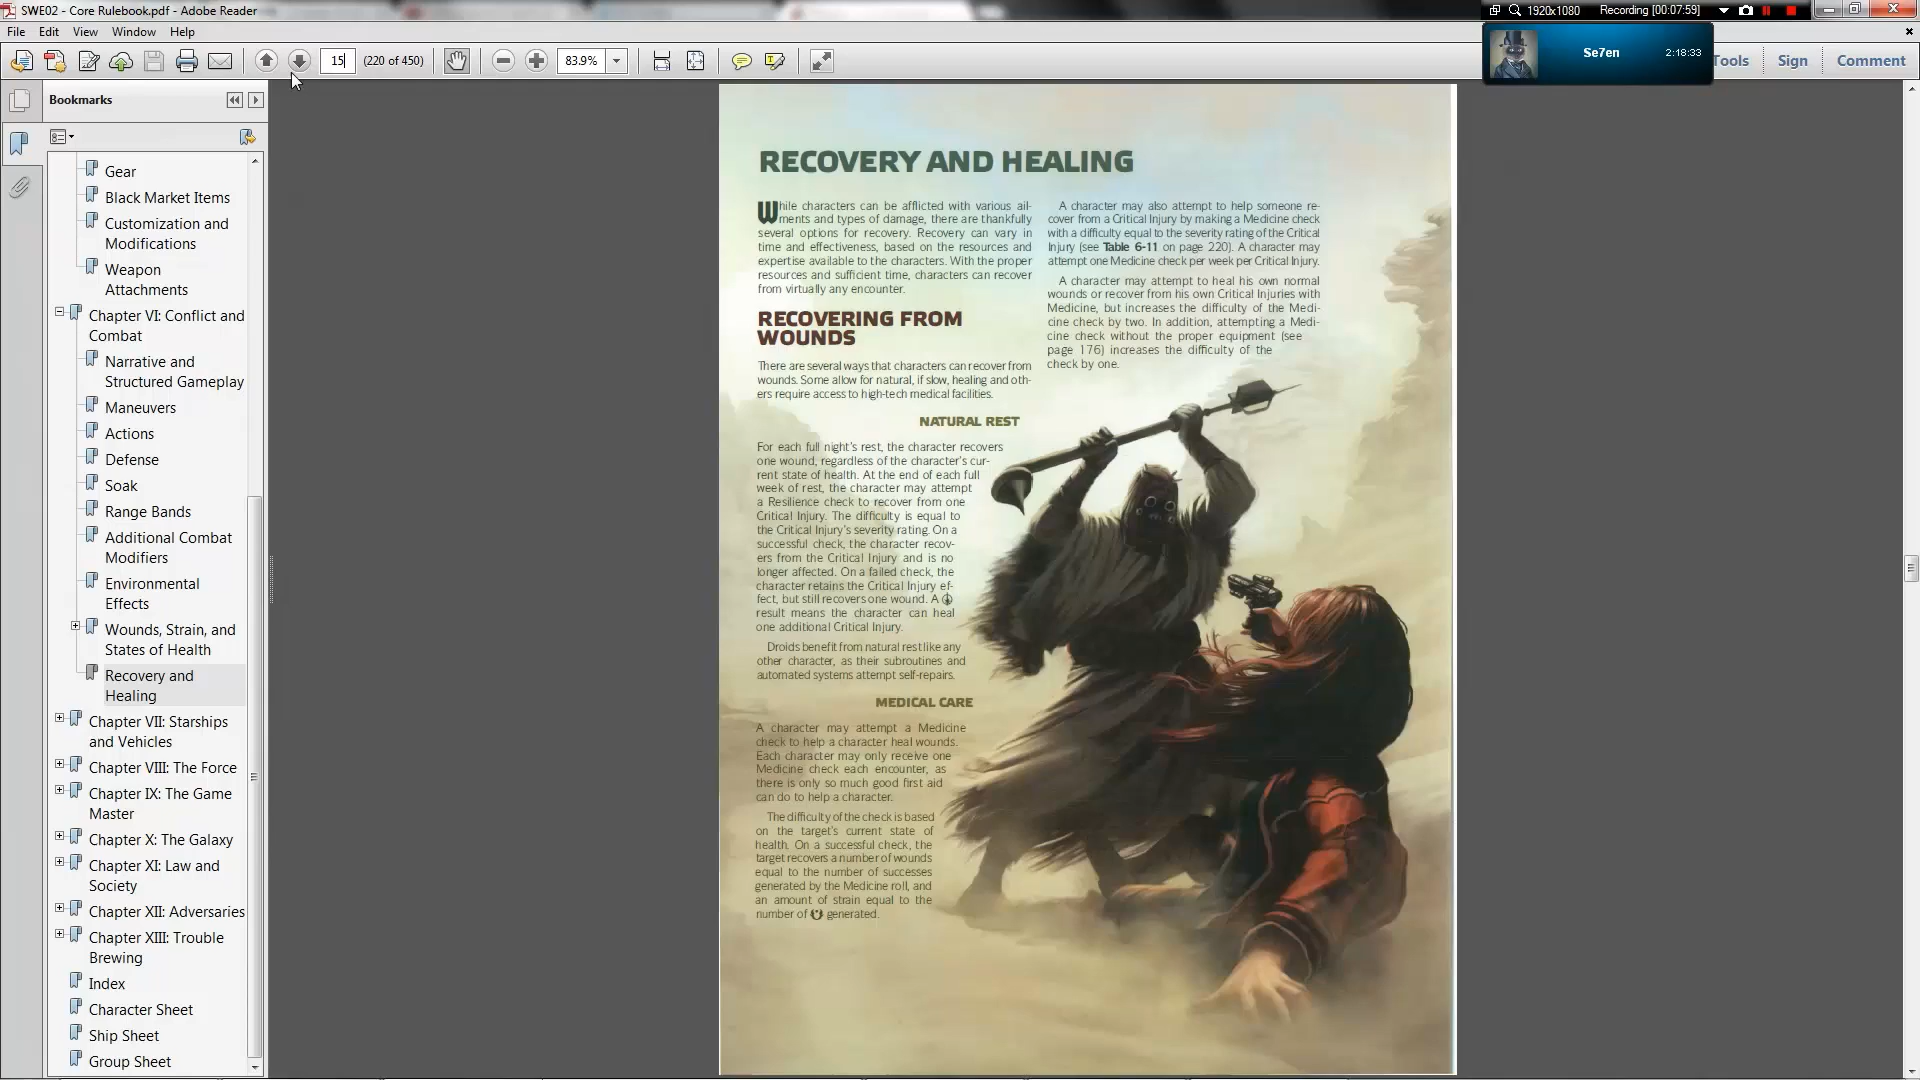 SWE02 - Core Rulebook.pdf - Adobe Reader
1920x1080
Recording [00:07:59]
File Edit View Window Help
15
(220 of 450)
83.9%
Se7en
2:18:33
Tools
Sign
Comment
Bookmarks
Gear
Black Market Items
Customization and
Modifications
Weapon
Attachments
Chapter VI: Conflict and
Combat
Narrative and
Structured Gameplay
Maneuvers
Actions
Defense
Soak
Range Bands
Additional Combat
Modifiers
Environmental
Effects
Wounds, Strain, and
States of Health
Recovery and
Healing
Chapter VII: Starships
and Vehicles
Chapter VIII: The Force
Chapter IX: The Game
Master
Chapter X: The Galaxy
Chapter XI: Law and
Society
Chapter XII: Adversaries
Chapter XIII: Trouble
Brewing
Index
Character Sheet
Ship Sheet
Group Sheet
RECOVERY AND HEALING
While characters can be afflicted with various ail-
ments and types of damage, there are thankfully
several options for recovery. Recovery can vary in
time and effectiveness, based on the resources and
expertise available to the characters. With the proper
resources and sufficient time, characters can recover
from virtually any encounter.
RECOVERING FROM
WOUNDS
There are several ways that characters can recover from
wounds. Some allow for natural, if slow, healing and oth-
ers require access to high-tech medical facilities.
NATURAL REST
For each full night's rest, the character recovers
one wound, regardless of the character's cur-
rent state of health. At the end of each full
week of rest, the character may attempt
a Resilience check to recover from one
Critical Injury. The difficulty is equal to
the Critical Injury's severity rating. On a
successful check, the character recov-
ers from the Critical Injury and is no
longer affected. On a failed check, the
character retains the Critical Injury ef-
fect, but still recovers one wound. A
result means the character can heal
one additional Critical Injury.
Droids benefit from natural rest like any
other character, as their subroutines and
automated systems attempt self-repairs.
MEDICAL CARE
A character may attempt a Medicine
check to help a character heal wounds.
Each character may only receive one
Medicine check each encounter, as
there is only so much good first aid
can do to help a character.
The difficulty of the check is based
on the target's current state of
health. On a successful check, the
target recovers a number of wounds
equal to the number of successes
generated by the Medicine roll, and
an amount of strain equal to the
number of generated.
A character may also attempt to help someone re-
cover from a Critical Injury by making a Medicine check
with a difficulty equal to the severity rating of the Critical
Injury (see Table 6-11 on page 220). A character may
attempt one Medicine check per week per Critical Injury.
A character may attempt to heal his own normal
wounds or recover from his own Critical Injuries with
Medicine, but increases the difficulty of the Medi-
cine check by two. In addition, attempting a Medi-
cine check without the proper equipment (see
page 176) increases the difficulty of the
check by one.